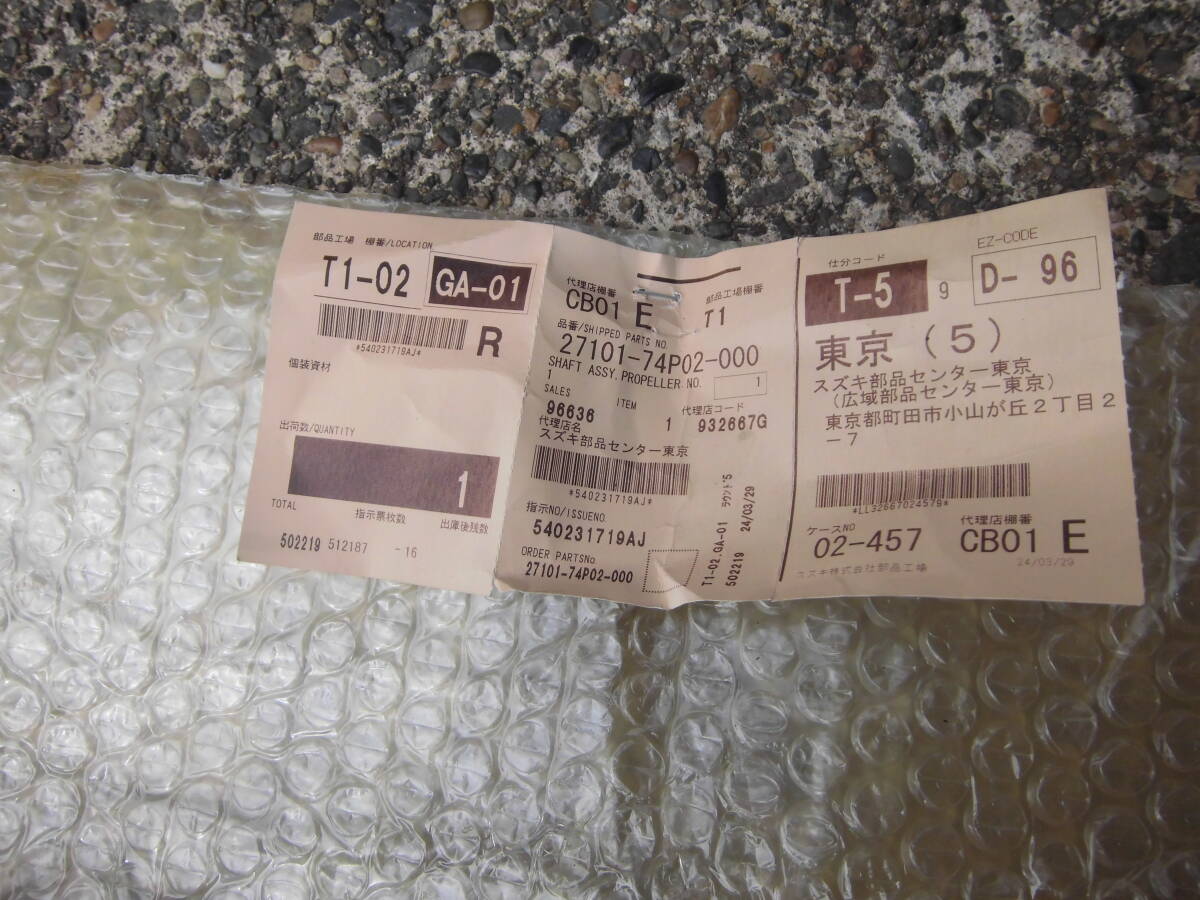 部品工場 棚番/LOCATION
T1-02 GA-01
*540231719AJ* R
個装資材
出荷数/QUANTITY
1
TOTAL 指示票枚数 出庫後残数
502219 512187 -16
代理店棚番 部品工場棚番
CB01 E T1
品番/SHIPPED PARTS NO.
27101-74P02-000
SHAFT ASSY,PROPELLER NO. 1
1
SALES ITEM
96636 1 代理店コード
代理店名 932667G
スズキ部品センター東京
*540231719AJ*
指示NO/ISSUENO.
540231719AJ
ORDER PARTSNo.
27101-74P02-000
T1-02.GA-01 ラウンド'5
502219 24/03/29
仕分コード EZ-CODE
T-5 9 D- 96
東京(5)
スズキ部品センター東京
(広域部品センター東京)
東京都町田市小山が丘2丁目2
-7
*LL32667024579*
ケースNO 代理店棚番
02-457 CB01 E
スズキ株式会社部品工場 24/03/29